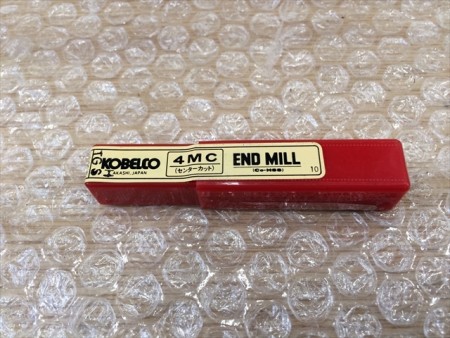 KOBELCO
AKASHI, JAPAN
4MC
(センターカット)
END MILL
(Co-HSS)
10